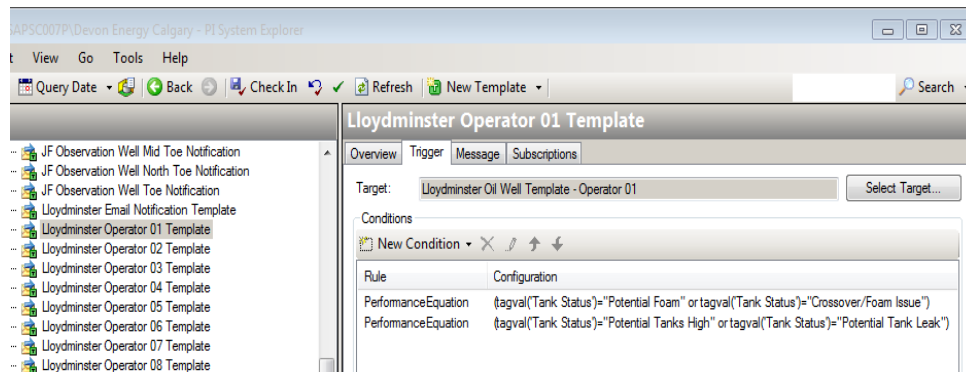 SAPSC007P\Devon Energy Calgary - PI System Explorer
View Go Tools Help
Query Date Back Check In Refresh New Template Search
Lloydminster Operator 01 Template
JF Observation Well Mid Toe Notification
JF Observation Well North Toe Notification
JF Observation Well Toe Notification
Lloydminster Email Notification Template
Lloydminster Operator 01 Template
Lloydminster Operator 02 Template
Lloydminster Operator 03 Template
Lloydminster Operator 04 Template
Lloydminster Operator 05 Template
Lloydminster Operator 06 Template
Lloydminster Operator 07 Template
Lloydminster Operator 08 Template
Overview Trigger Message Subscriptions
Target: Lloydminster Oil Well Template - Operator 01 Select Target...
Conditions
New Condition
Rule Configuration
PerformanceEquation (tagval('Tank Status')="Potential Foam" or tagval('Tank Status')="Crossover/Foam Issue")
PerformanceEquation (tagval('Tank Status')="Potential Tanks High" or tagval('Tank Status')="Potential Tank Leak")